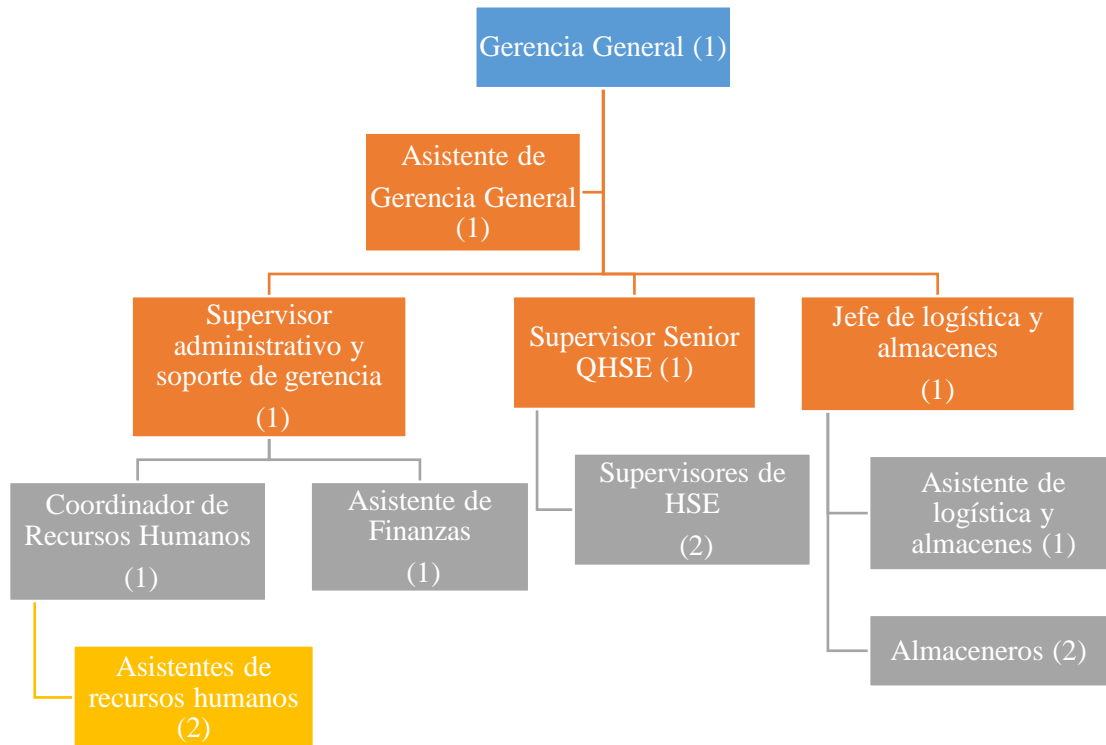 Gerencia General (1)
Asistente de
Gerencia General
(1)
Supervisor
administrativo y
soporte de gerencia
(1)
Supervisor Senior
QHSE (1)
Jefe de logística y
almacenes
(1)
Coordinador de
Recursos Humanos
(1)
Asistente de
Finanzas
(1)
Supervisores de
HSE
(2)
Asistente de
logística y
almacenes (1)
Almaceneros (2)
Asistentes de
recursos humanos
(2)